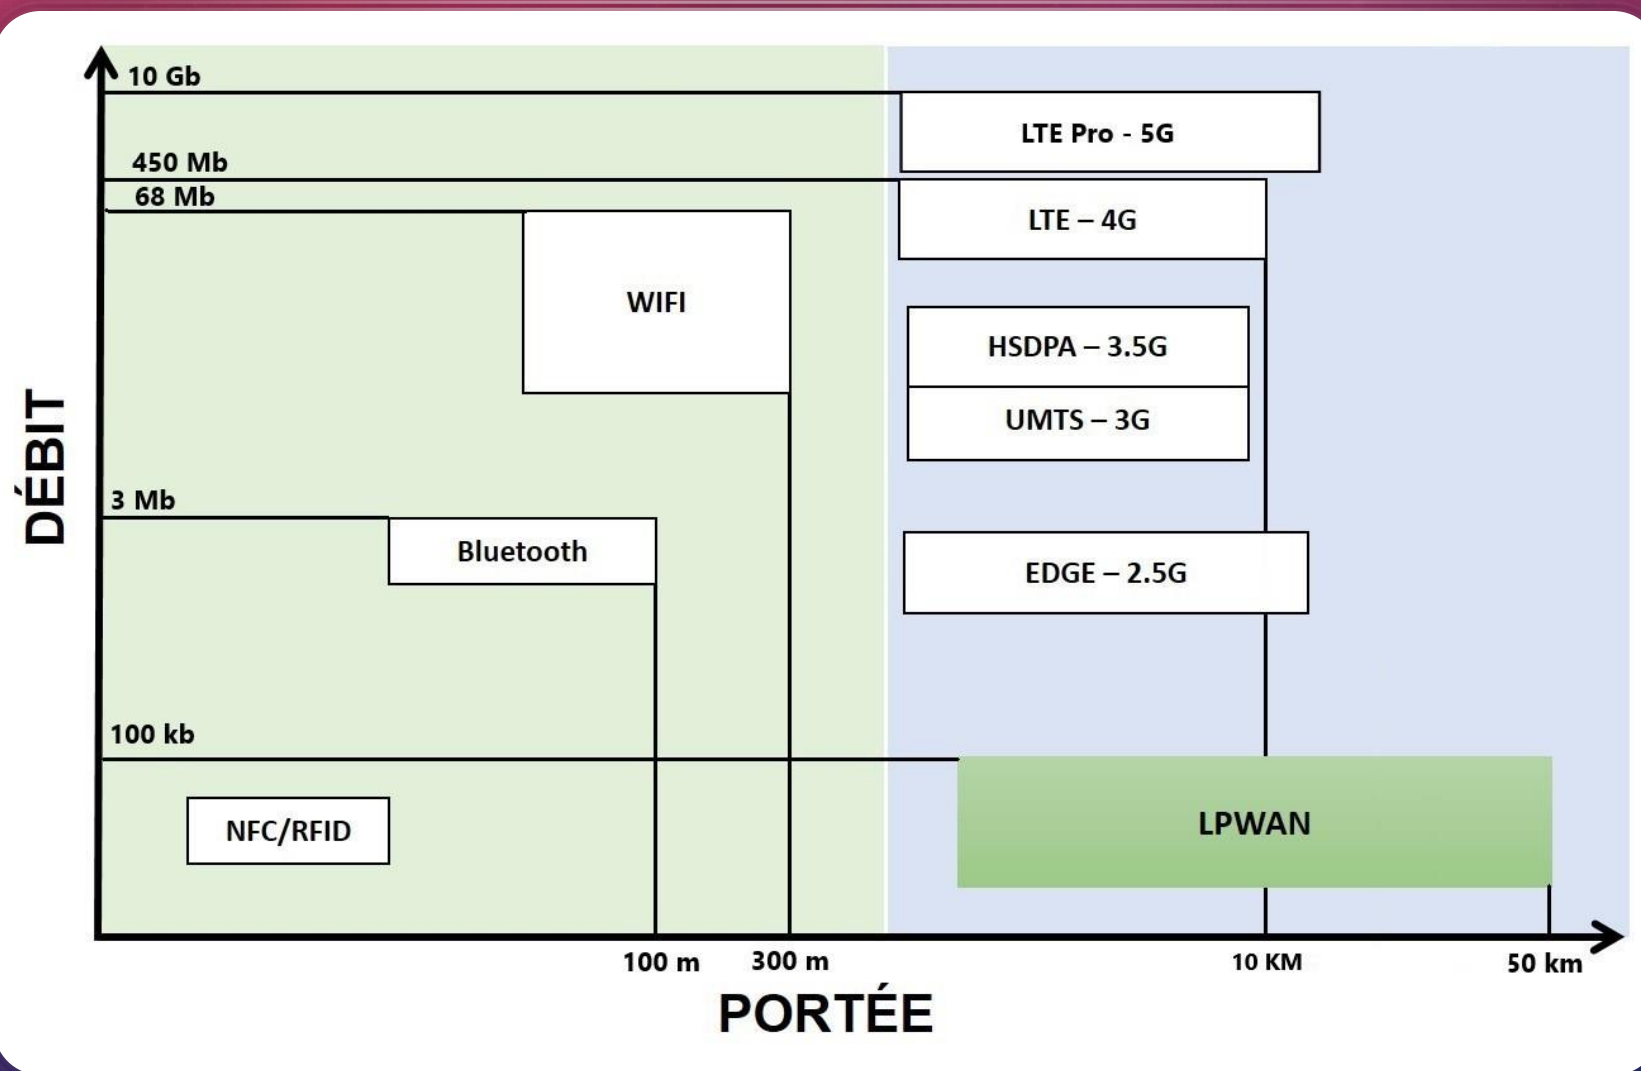 10 Gb
LTE Pro - 5G
450 Mb
68 Mb
LTE – 4G
WIFI
HSDPA – 3.5G
UMTS – 3G
DÉBIT
3 Mb
Bluetooth
EDGE – 2.5G
100 kb
NFC/RFID
LPWAN
100 m
300 m
10 KM
50 km
PORTÉE